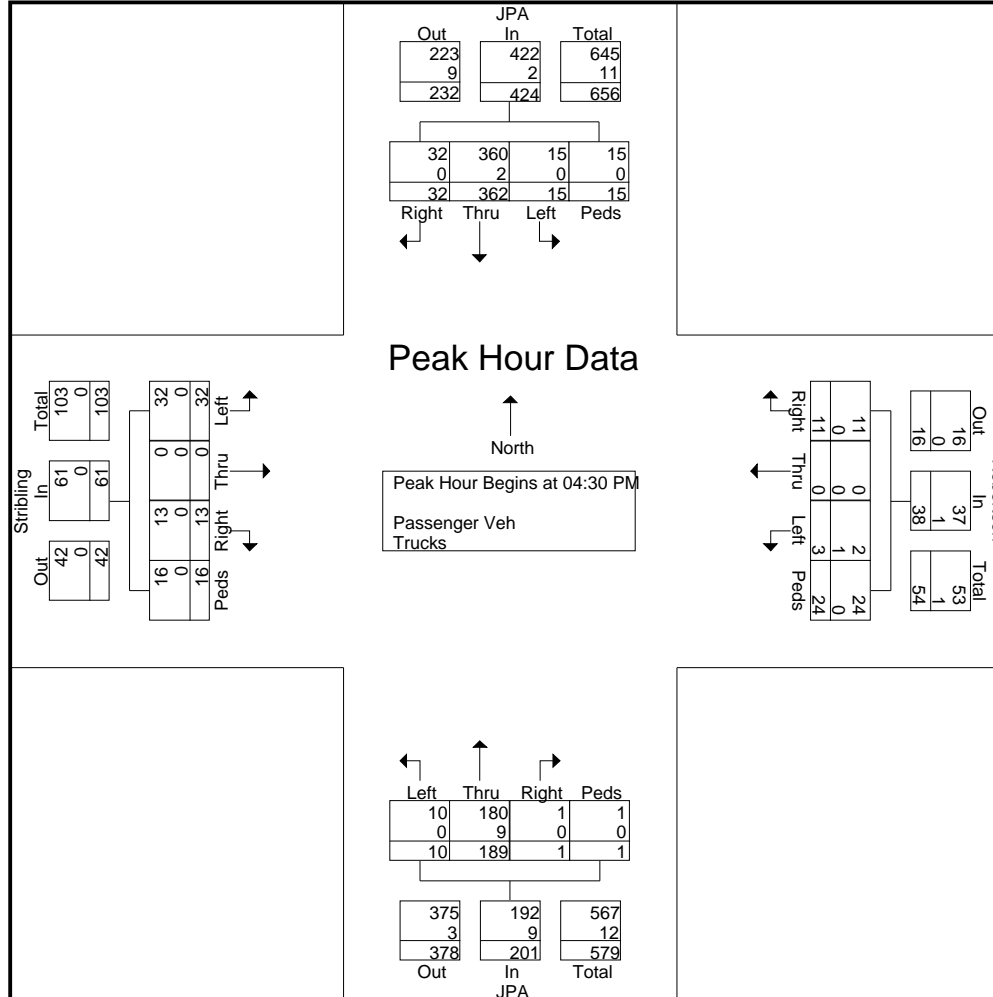 JPA
Out In Total
223 422 645
9 2 11
232 424 656
32 360 15 15
0 2 0 0
32 362 15 15
Right Thru Left Peds
Peak Hour Data
North
Peak Hour Begins at 04:30 PM
Passenger Veh
Trucks
Stribling
Total In Out
103 61 42
0 0 0
103 61 42
32 0 13 16
0 0 0 0
32 0 13 16
Left Thru Right Peds
Right Thru Left Peds
11 0 3 24
0 0 1 0
11 0 2 24
16 38 54
0 1 1
16 37 53
Out In Total
Left Thru Right Peds
10 180 1 1
0 9 0 0
10 189 1 1
375 192 567
3 9 12
378 201 579
Out In Total
JPA